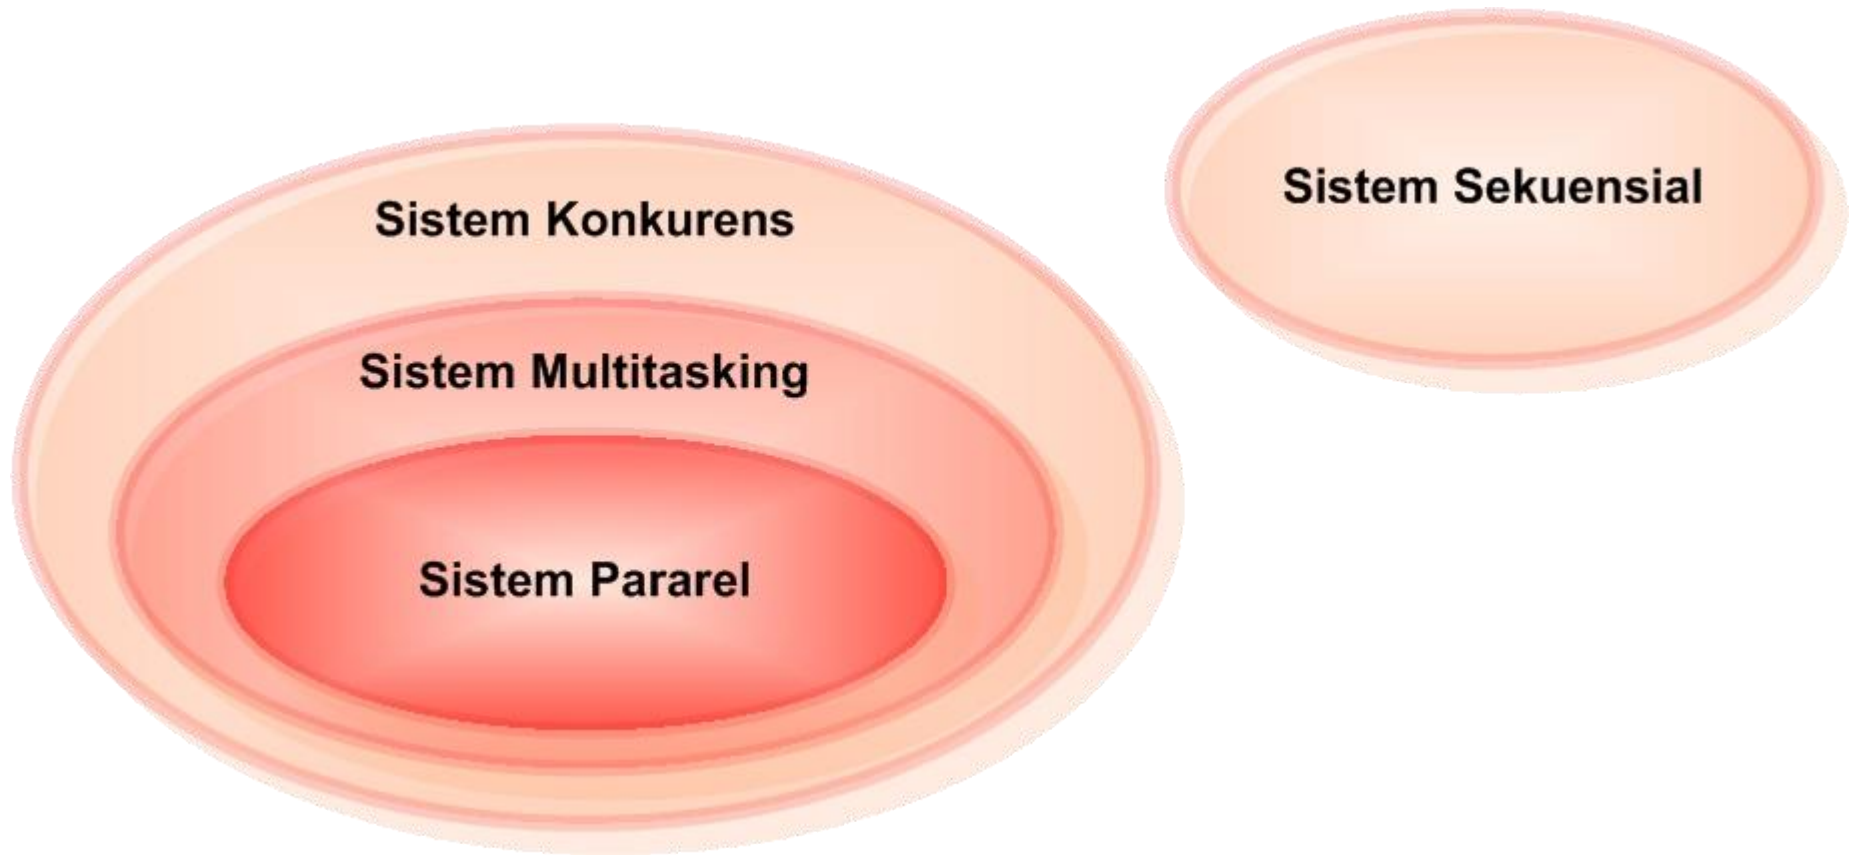 Sistem Sekuensial
Sistem Konkurens
Sistem Multitasking
Sistem Pararel